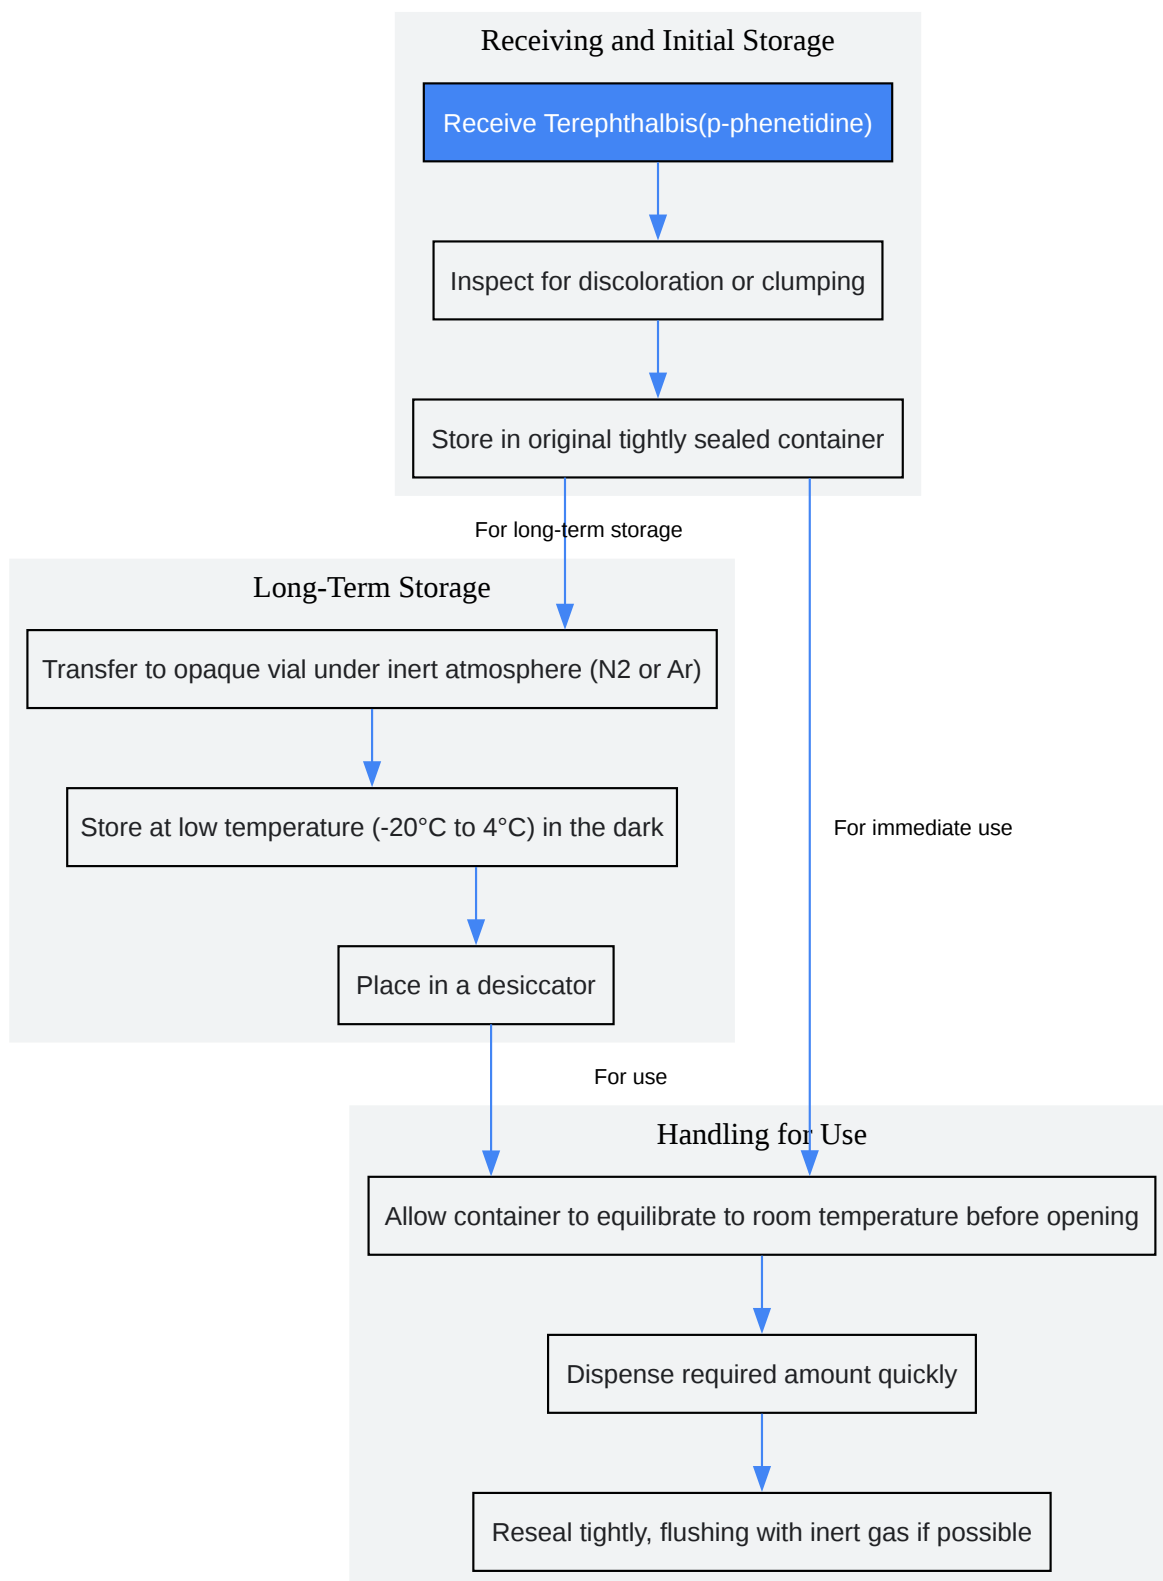 Receiving and Initial Storage
Receive Terephthalbis(p-phenetidine)
Inspect for discoloration or clumping
Store in original tightly sealed container
For long-term storage
Long-Term Storage
Transfer to opaque vial under inert atmosphere (N2 or Ar)
Store at low temperature (-20°C to 4°C) in the dark
For immediate use
Place in a desiccator
For use
Handling for Use
Allow container to equilibrate to room temperature before opening
Dispense required amount quickly
Reseal tightly, flushing with inert gas if possible